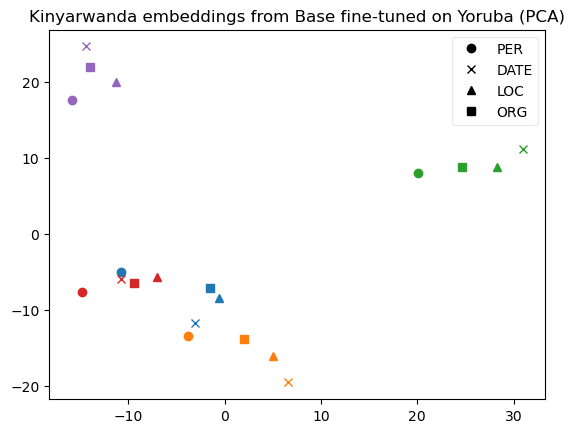 Kinyarwanda embeddings from Base fine-tuned on Yoruba (PCA)
PER
DATE
LOC
ORG
20
10
0
−10
−20
−10
0
10
20
30